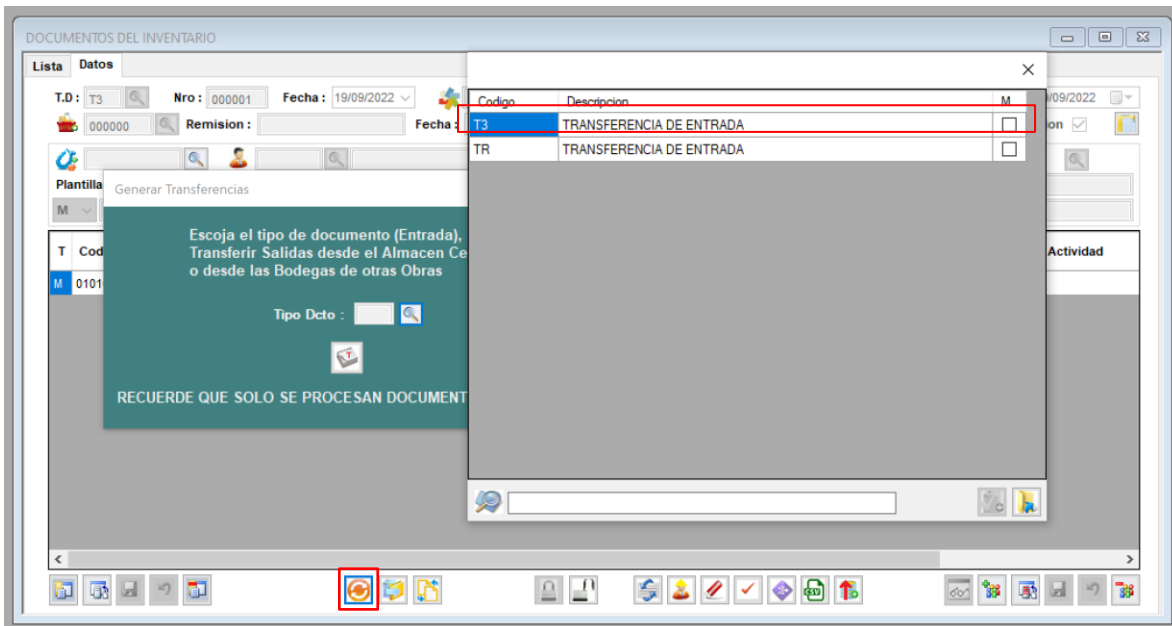 DOCUMENTOS DEL INVENTARIO
Lista Datos
T.D : T3 Nro : 000001 Fecha : 19/09/2022 /09/2022
000000 Remision : Fecha :
Plantilla
M
T Cod Actividad
M 0101
Generar Transferencias
Escoja el tipo de documento (Entrada),
Transferir Salidas desde el Almacen Ce
o desde las Bodegas de otras Obras
Tipo Dcto :
RECUERDE QUE SOLO SE PROCESAN DOCUMENT
Codigo Descripcion M
T3 TRANSFERENCIA DE ENTRADA
TR TRANSFERENCIA DE ENTRADA